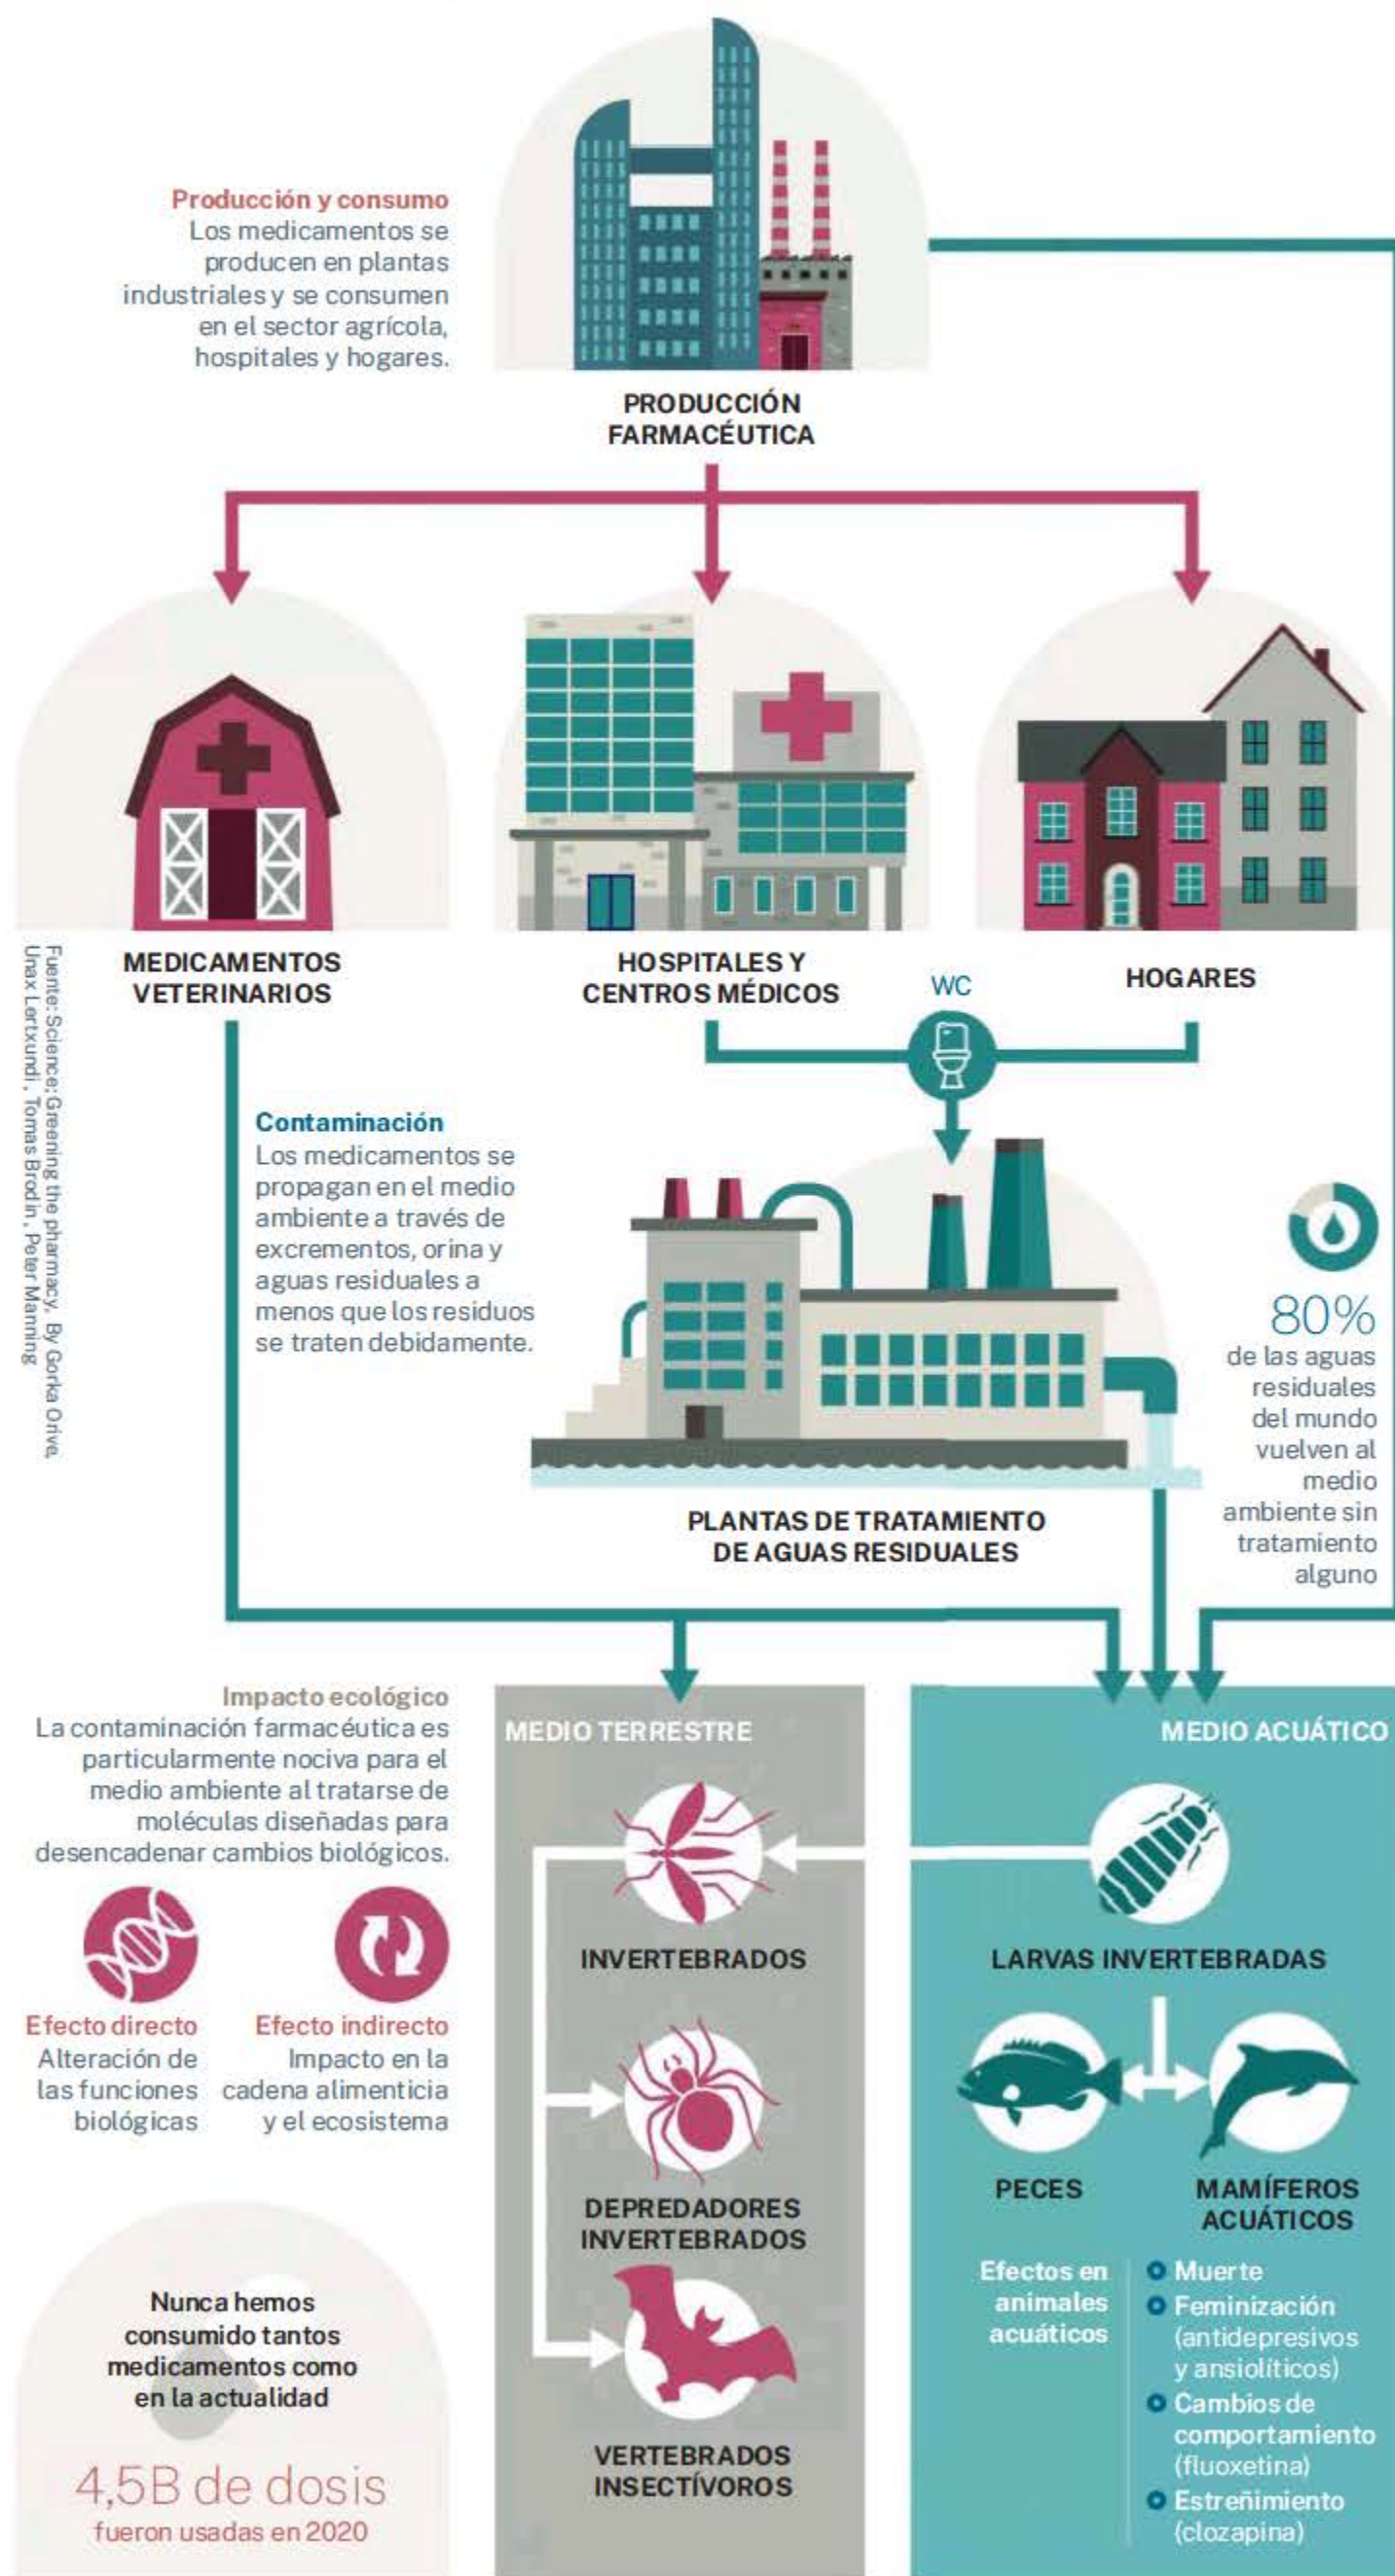 Producción y consumo
Los medicamentos se
producen en plantas
industriales y se consumen
en el sector agrícola,
hospitales y hogares.
PRODUCCIÓN
FARMACÉUTICA
MEDICAMENTOS
VETERINARIOS
HOSPITALES Y
CENTROS MÉDICOS
WC
HOGARES
Fuente: Science; Greening the pharmacy, By Gorka Orive,
Unax Lertxundi , Tomas Brodin , Peter Manning
Contaminación
Los medicamentos se
propagan en el medio
ambiente a través de
excrementos, orina y
aguas residuales a
menos que los residuos
se traten debidamente.
80%
de las aguas
residuales
del mundo
vuelven al
medio
ambiente sin
tratamiento
alguno
PLANTAS DE TRATAMIENTO
DE AGUAS RESIDUALES
Impacto ecológico
La contaminación farmacéutica es
particularmente nociva para el
medio ambiente al tratarse de
moléculas diseñadas para
desencadenar cambios biológicos.
Efecto directo
Alteración de
las funciones
biológicas
Efecto indirecto
Impacto en la
cadena alimenticia
y el ecosistema
Nunca hemos
consumido tantos
medicamentos como
en la actualidad
4,5B de dosis
fueron usadas en 2020
MEDIO TERRESTRE
INVERTEBRADOS
DEPREDADORES
INVERTEBRADOS
VERTEBRADOS
INSECTÍVOROS
MEDIO ACUÁTICO
LARVAS INVERTEBRADAS
PECES
MAMÍFEROS
ACUÁTICOS
Efectos en
animales
acuáticos
Muerte
Feminización
(antidepresivos
y ansiolíticos)
Cambios de
comportamiento
(fluoxetina)
Estreñimiento
(clozapina)